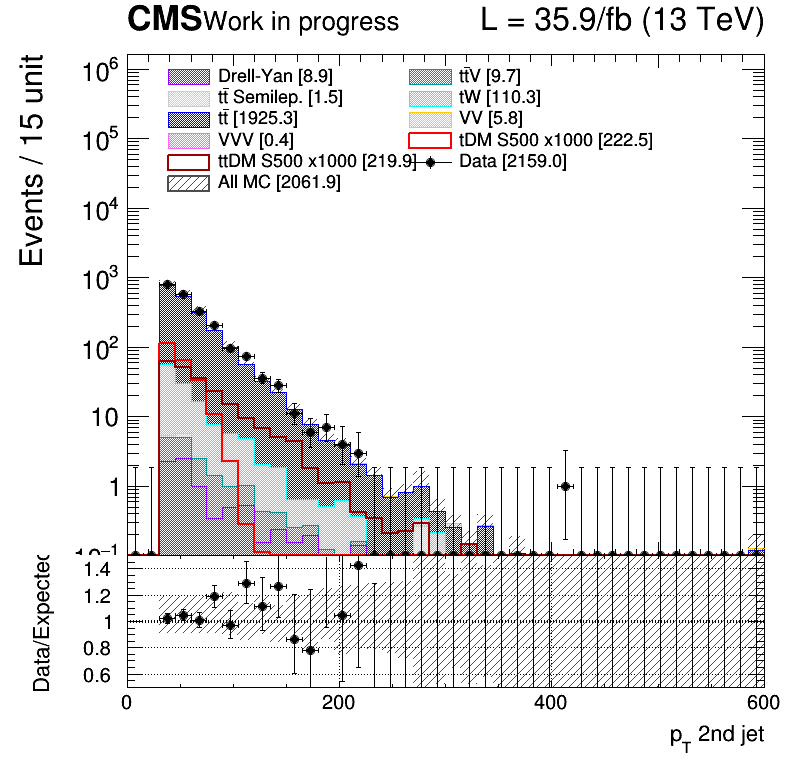 CMS Work in progress L = 35.9/fb (13 TeV)
Events / 15 unit
10⁶
10⁵
10⁴
10³
10²
10
1
10⁻¹
Drell-Yan [8.9]
tt̄V [9.7]
tt̄ Semilep. [1.5]
tW [110.3]
tt̄ [1925.3]
VV [5.8]
VVV [0.4]
tDM S500 x1000 [222.5]
ttDM S500 x1000 [219.9]
Data [2159.0]
All MC [2061.9]
Data/Expected
1.4
1.2
1
0.8
0.6
0 200 400 600
p_T 2nd jet